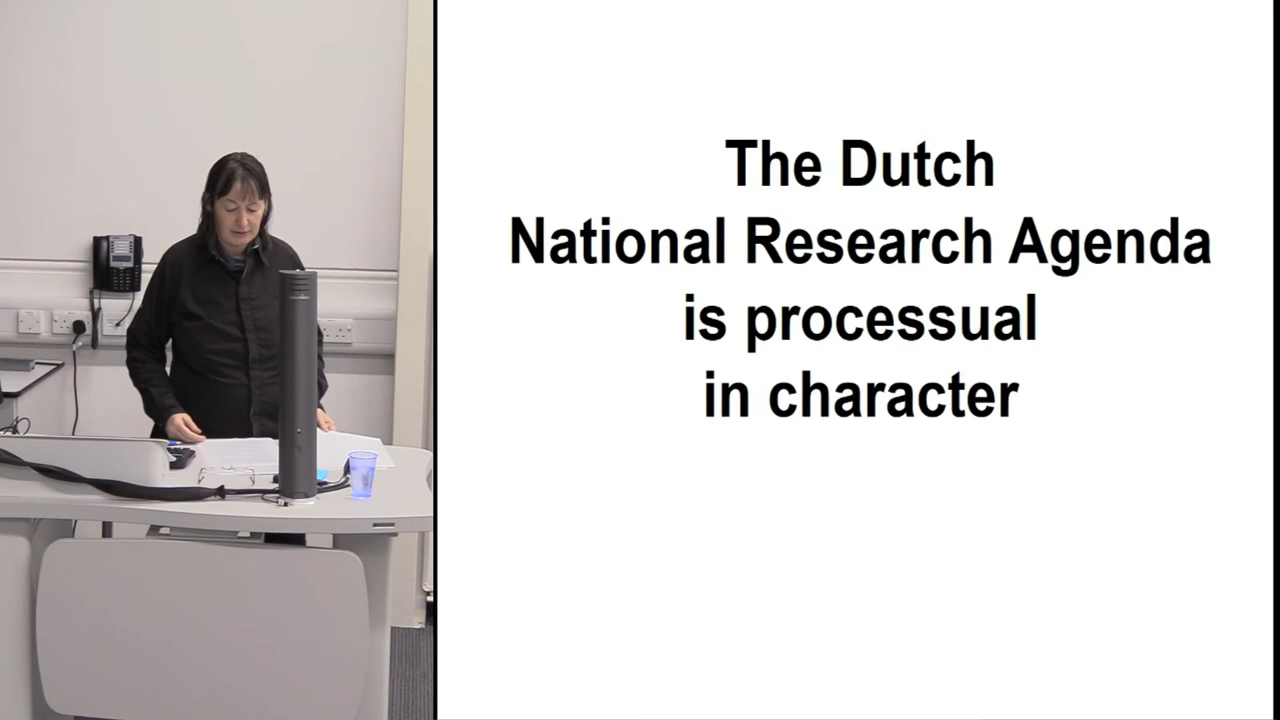 The Dutch
National Research Agenda
is processual
in character